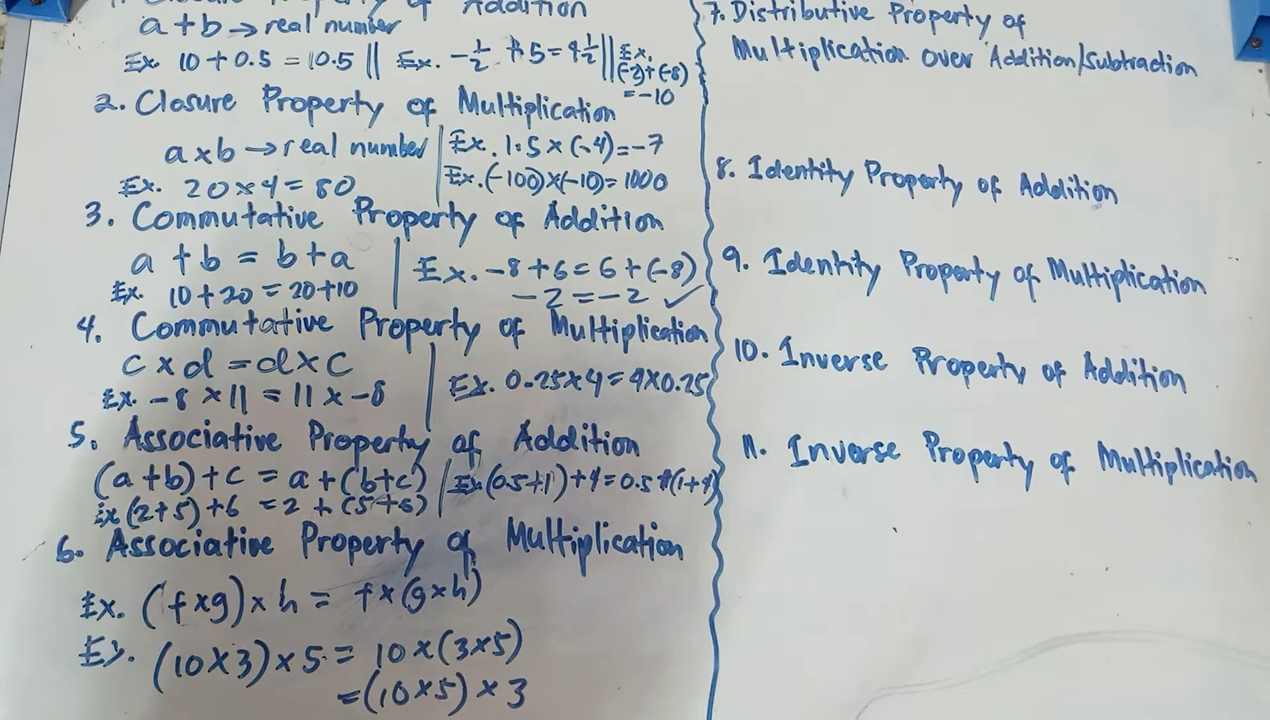 Property of Addition
a+b → real number
Ex 10+0.5 = 10.5 || Ex. -1/2 + 5 = 4 1/2 || Ex.
(-2)+(-8)
= -10
2. Closure Property of Multiplication
a×b → real number | Ex. 1.5 × (-4) = -7
Ex. 20×4 = 80 | Ex. (-100)×(-10) = 1000
3. Commutative Property of Addition
a + b = b+a | Ex. -8+6 = 6+(-8)
Ex. 10+20 = 20+10 | -2 = -2 ✓
4. Commutative Property of Multiplication
c × d = d×c | Ex. 0.25×4 = 4×0.25
Ex. -8 ×11 = 11 × -8
5. Associative Property of Addition
(a+b)+c = a+(b+c) | Ex (0.5+1)+4 = 0.5+(1+4)
Ex (2+5)+6 = 2 + (5+6)
6. Associative Property of Multiplication
Ex. (f×g)×h = f×(g×h)
Ex. (10×3)×5 = 10×(3×5)
=(10×5)×3
7. Distributive Property of
Multiplication over Addition/Subtraction
8. Identity Property of Addition
9. Identity Property of Multiplication
10. Inverse Property of Addition
11. Inverse Property of Multiplication